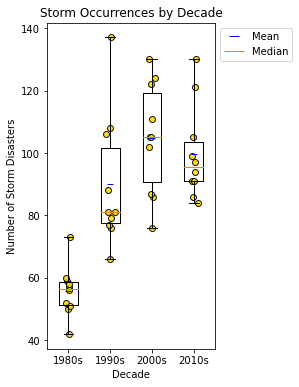 Storm Occurrences by Decade
140
120
100
80
60
40
Number of Storm Disasters
1980s 1990s 2000s 2010s
Decade
Mean
Median